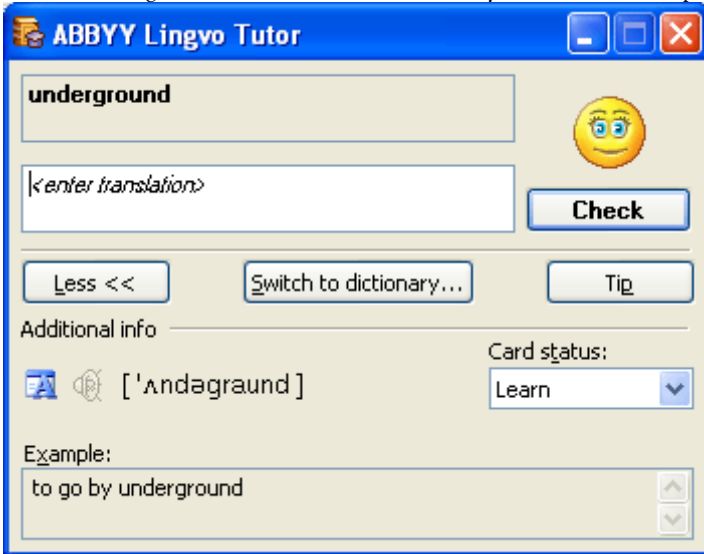 ABBYY Lingvo Tutor
underground
<enter translation>
Check
Less <<
Switch to dictionary...
Tip
Additional info
Card status:
['ʌndəgraund]
Learn
Example:
to go by underground